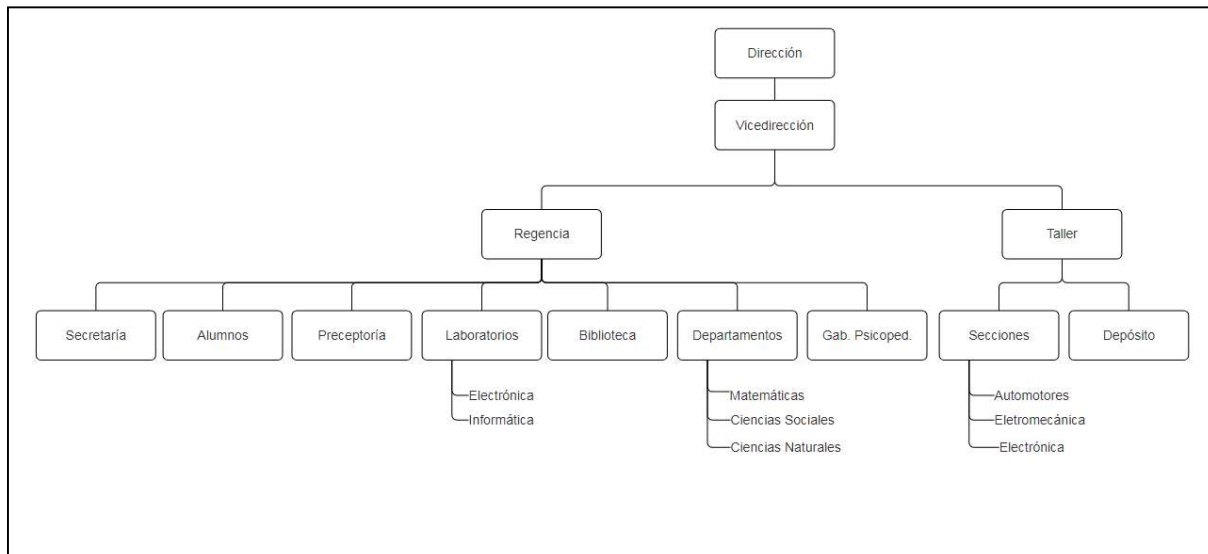 Dirección
Vicedirección
Regencia
Taller
Secretaría
Alumnos
Preceptoría
Laboratorios
Biblioteca
Departamentos
Gab. Psicoped.
Secciones
Depósito
Electrónica
Informática
Matemáticas
Ciencias Sociales
Ciencias Naturales
Automotores
Eletromecánica
Electrónica